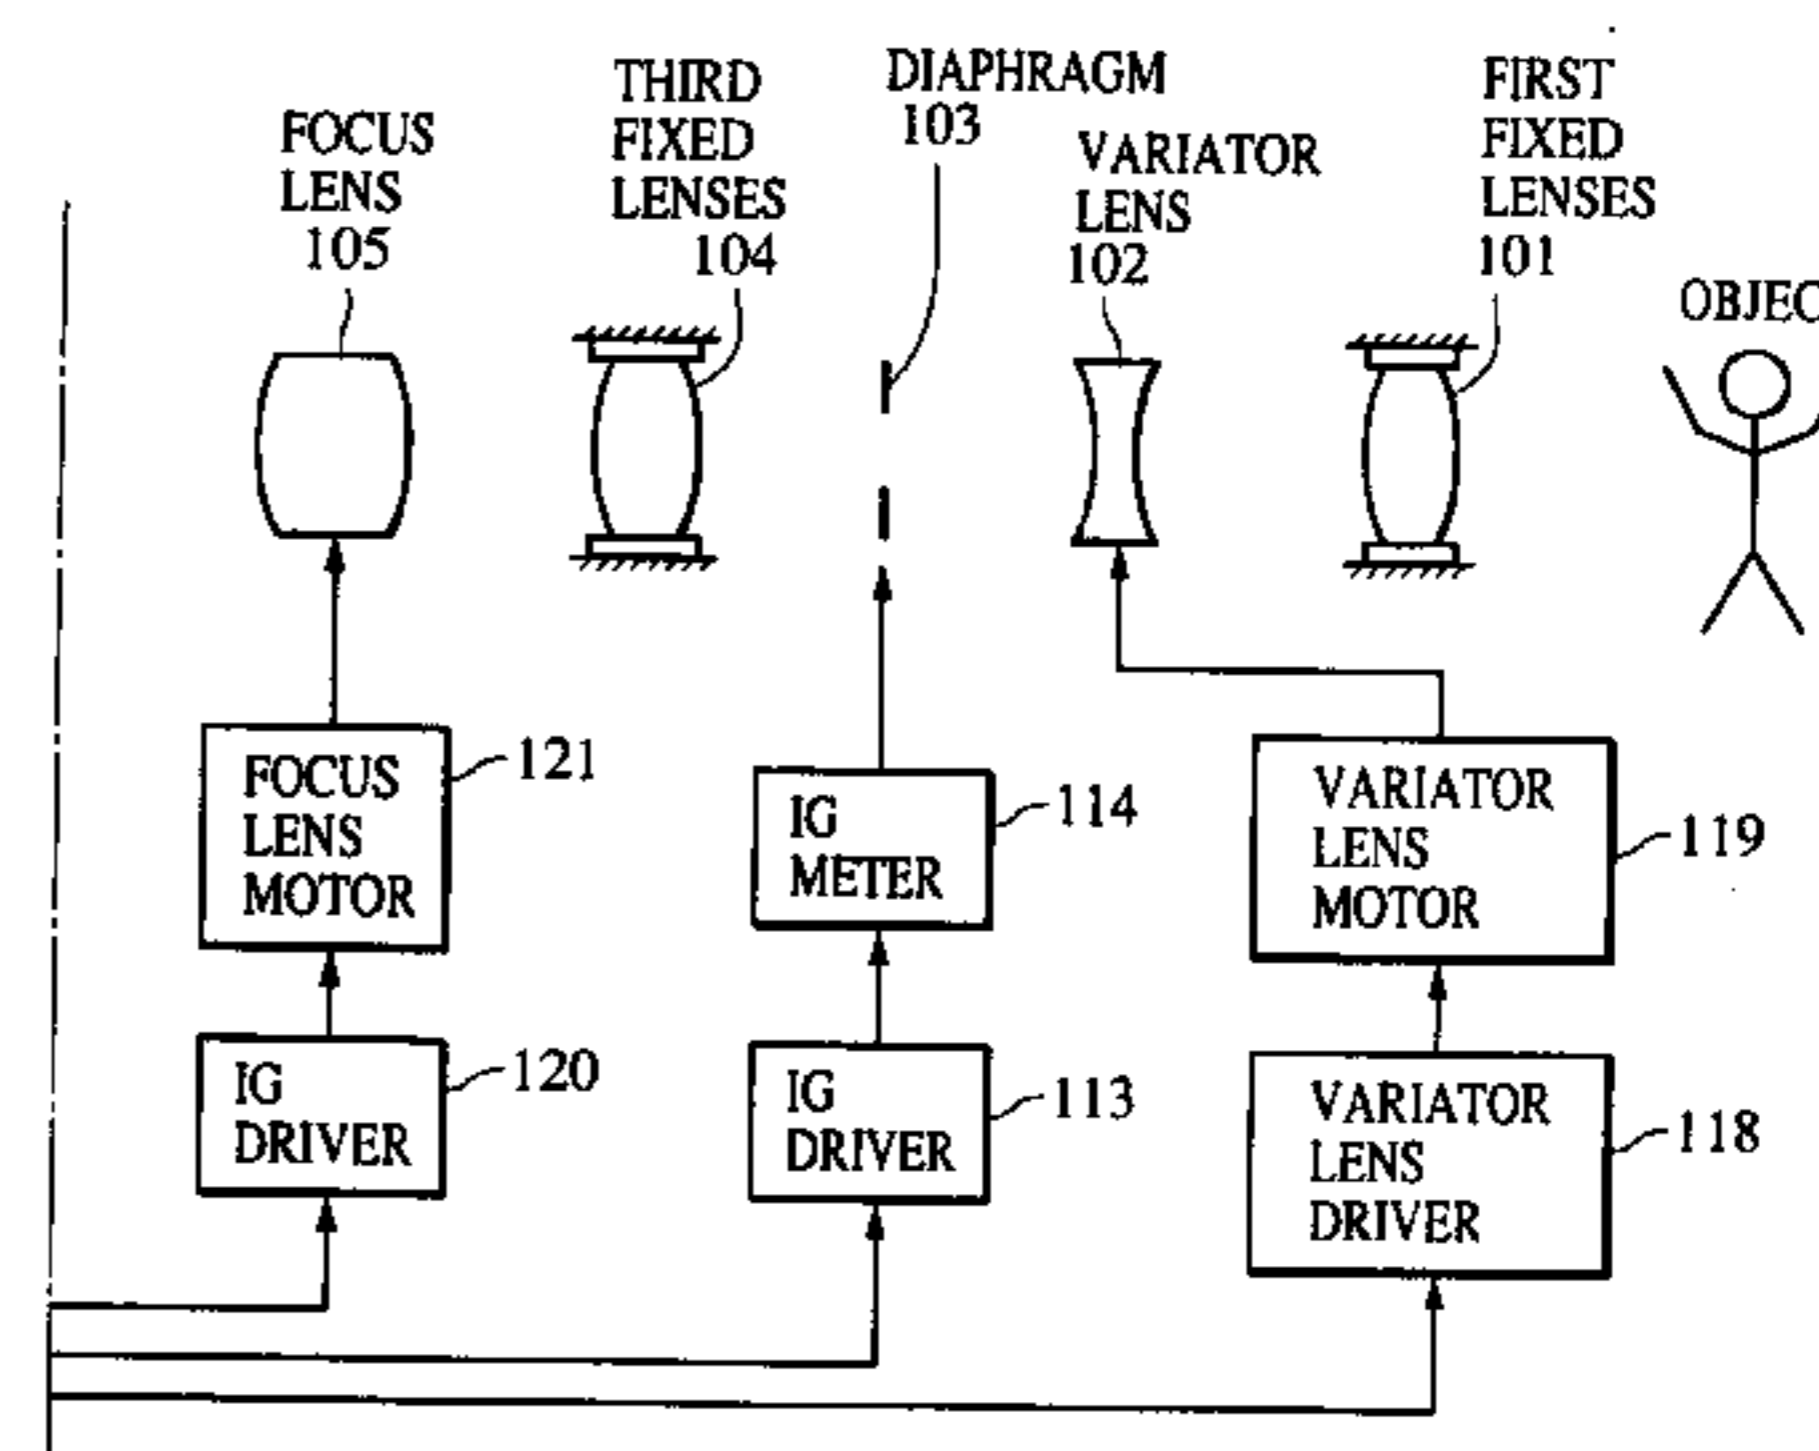 FOCUS
LENS
105
THIRD
FIXED
LENSES
104
DIAPHRAGM
103
VARIATOR
LENS
102
FIRST
FIXED
LENSES
101
OBJEC
FOCUS
LENS
MOTOR
121
IG
METER
114
VARIATOR
LENS
MOTOR
119
IG
DRIVER
120
IG
DRIVER
113
VARIATOR
LENS
DRIVER
118